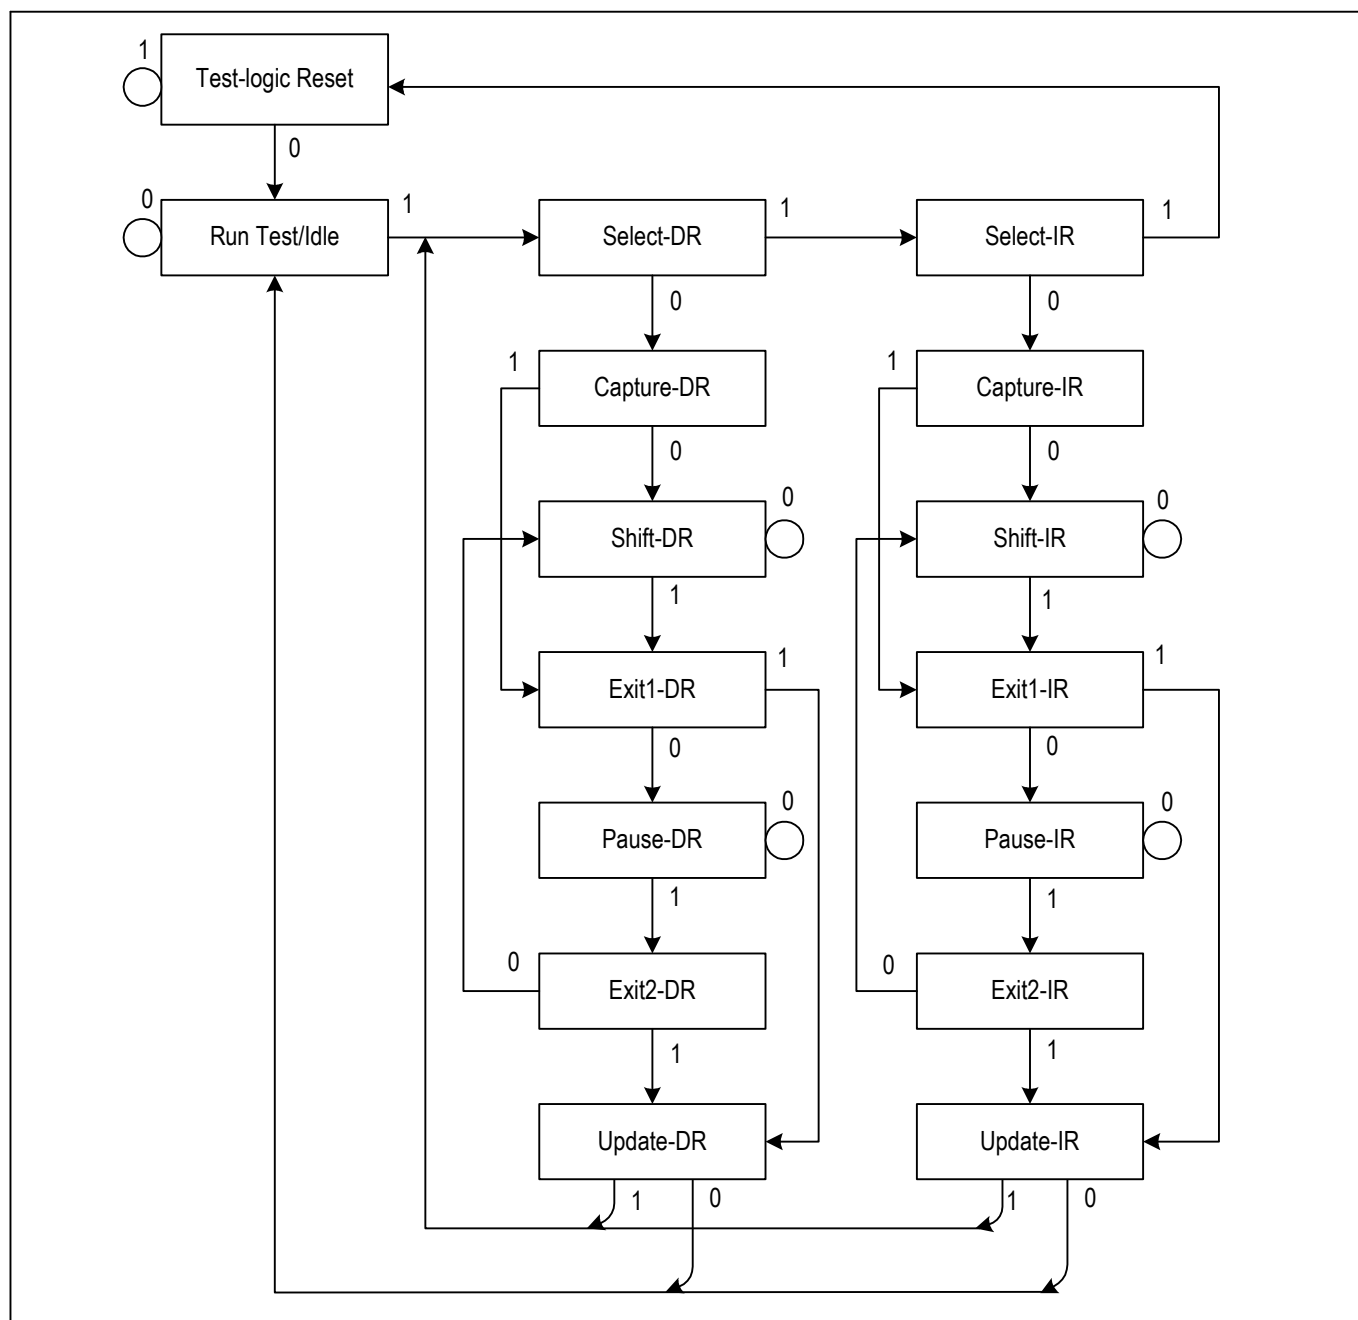 1
Test-logic Reset
0
0
Run Test/Idle
1
Select-DR
1
Select-IR
1
0
0
1
Capture-DR
1
Capture-IR
0
0
Shift-DR
0
Shift-IR
0
1
1
Exit1-DR
1
Exit1-IR
1
0
0
Pause-DR
0
Pause-IR
0
1
1
0
Exit2-DR
0
Exit2-IR
1
1
Update-DR
Update-IR
1
0
1
0